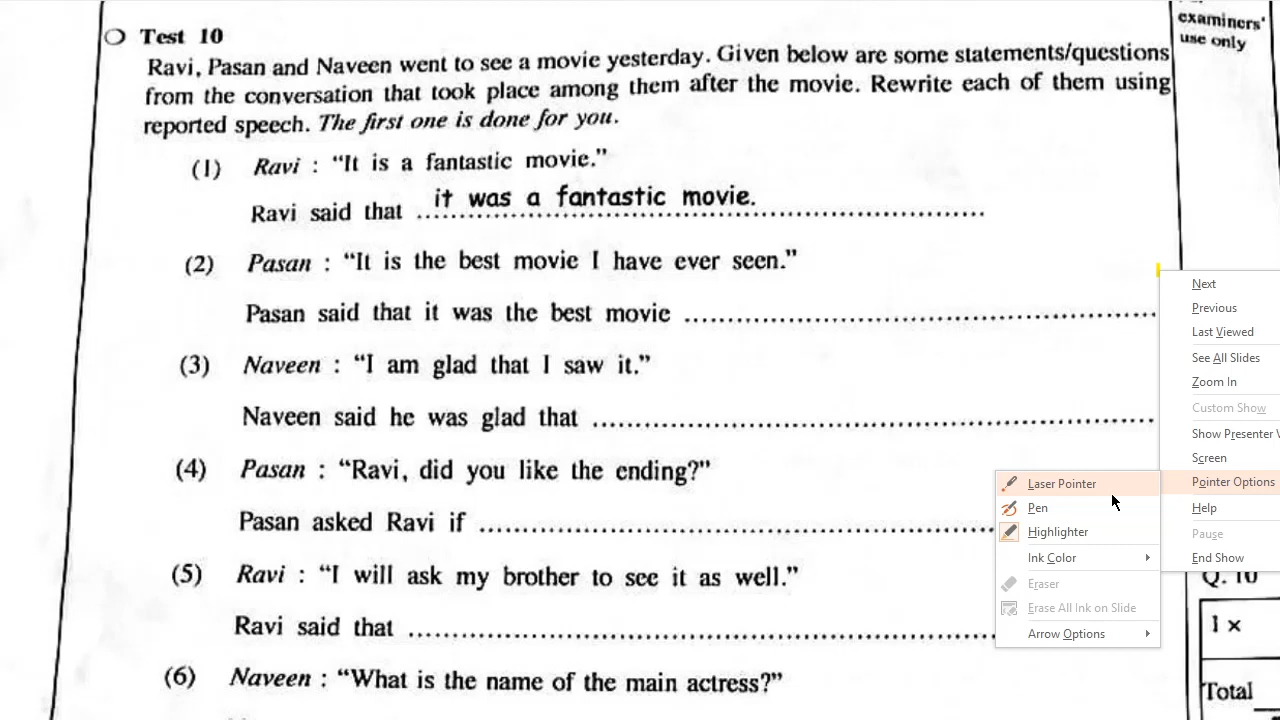 Test 10
Ravi, Pasan and Naveen went to see a movie yesterday. Given below are some statements/questions
from the conversation that took place among them after the movie. Rewrite each of them using
reported speech. The first one is done for you.
(1) Ravi : “It is a fantastic movie.”
Ravi said that it was a fantastic movie.
(2) Pasan : “It is the best movie I have ever seen.”
Pasan said that it was the best movie
(3) Naveen : “I am glad that I saw it.”
Naveen said he was glad that
(4) Pasan : “Ravi, did you like the ending?”
Pasan asked Ravi if
(5) Ravi : “I will ask my brother to see it as well.”
Ravi said that
(6) Naveen : “What is the name of the main actress?”
examiners'
use only
Next
Previous
Last Viewed
See All Slides
Zoom In
Custom Show
Show Presenter
Screen
Pointer Options
Help
Pause
End Show
Laser Pointer
Pen
Highlighter
Ink Color
Eraser
Erase All Ink on Slide
Arrow Options
Q. 10
1 ×
Total